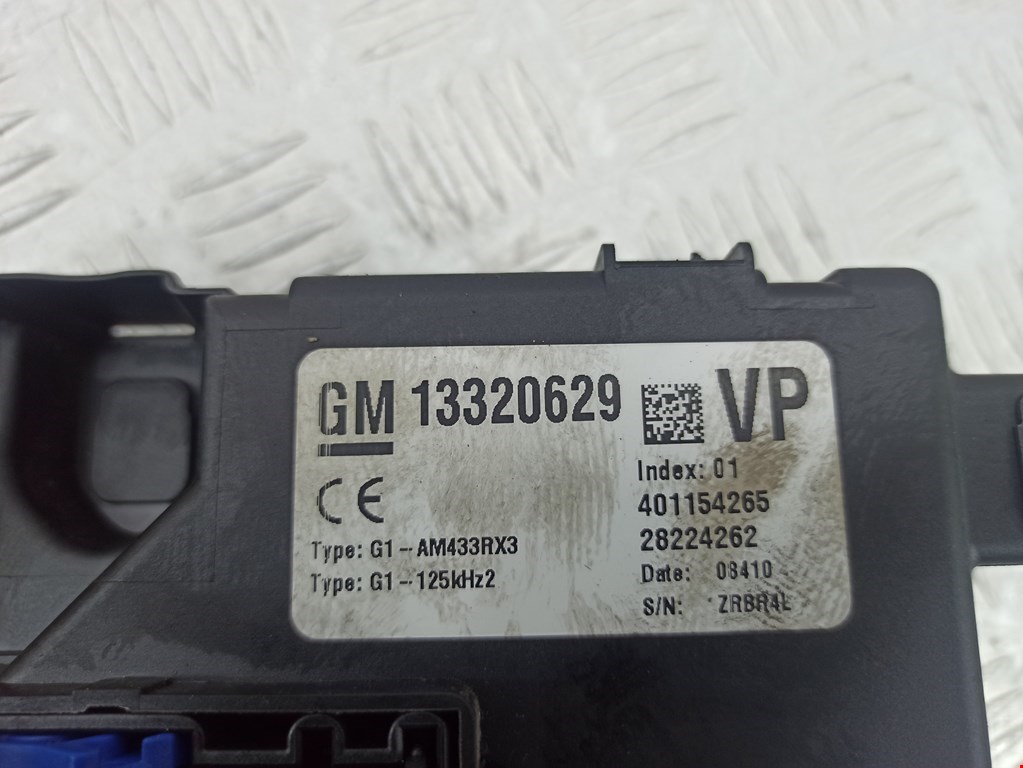 GM 13320629 VP
CE
Index: 01
401154265
28224262
Type: G1-AM433RX3
Type: G1-125kHz2
Date: 08410
S/N: ZRBR4L